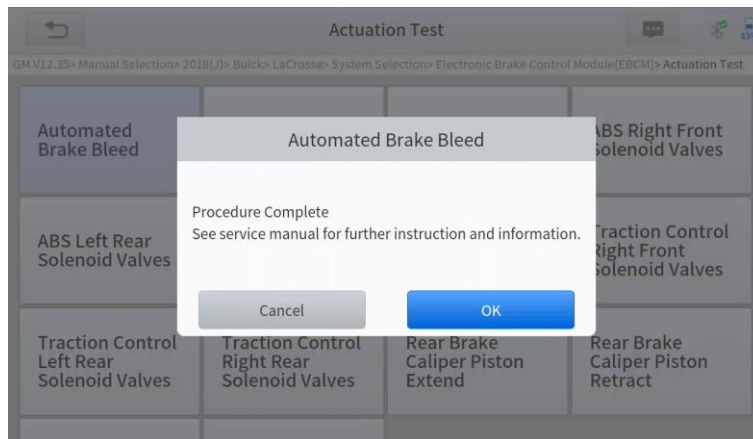 Actuation Test
GM V12.35> Manual Selection> 2018(J)> Buick> LaCrosse> System Selection> Electronic Brake Control Module(EBCM)> Actuation Test
Automated
Brake Bleed
ABS Right Front
Solenoid Valves
Automated Brake Bleed
Procedure Complete
See service manual for further instruction and information.
Cancel
OK
ABS Left Rear
Solenoid Valves
Traction Control
Right Front
Solenoid Valves
Traction Control
Left Rear
Solenoid Valves
Traction Control
Right Rear
Solenoid Valves
Rear Brake
Caliper Piston
Extend
Rear Brake
Caliper Piston
Retract